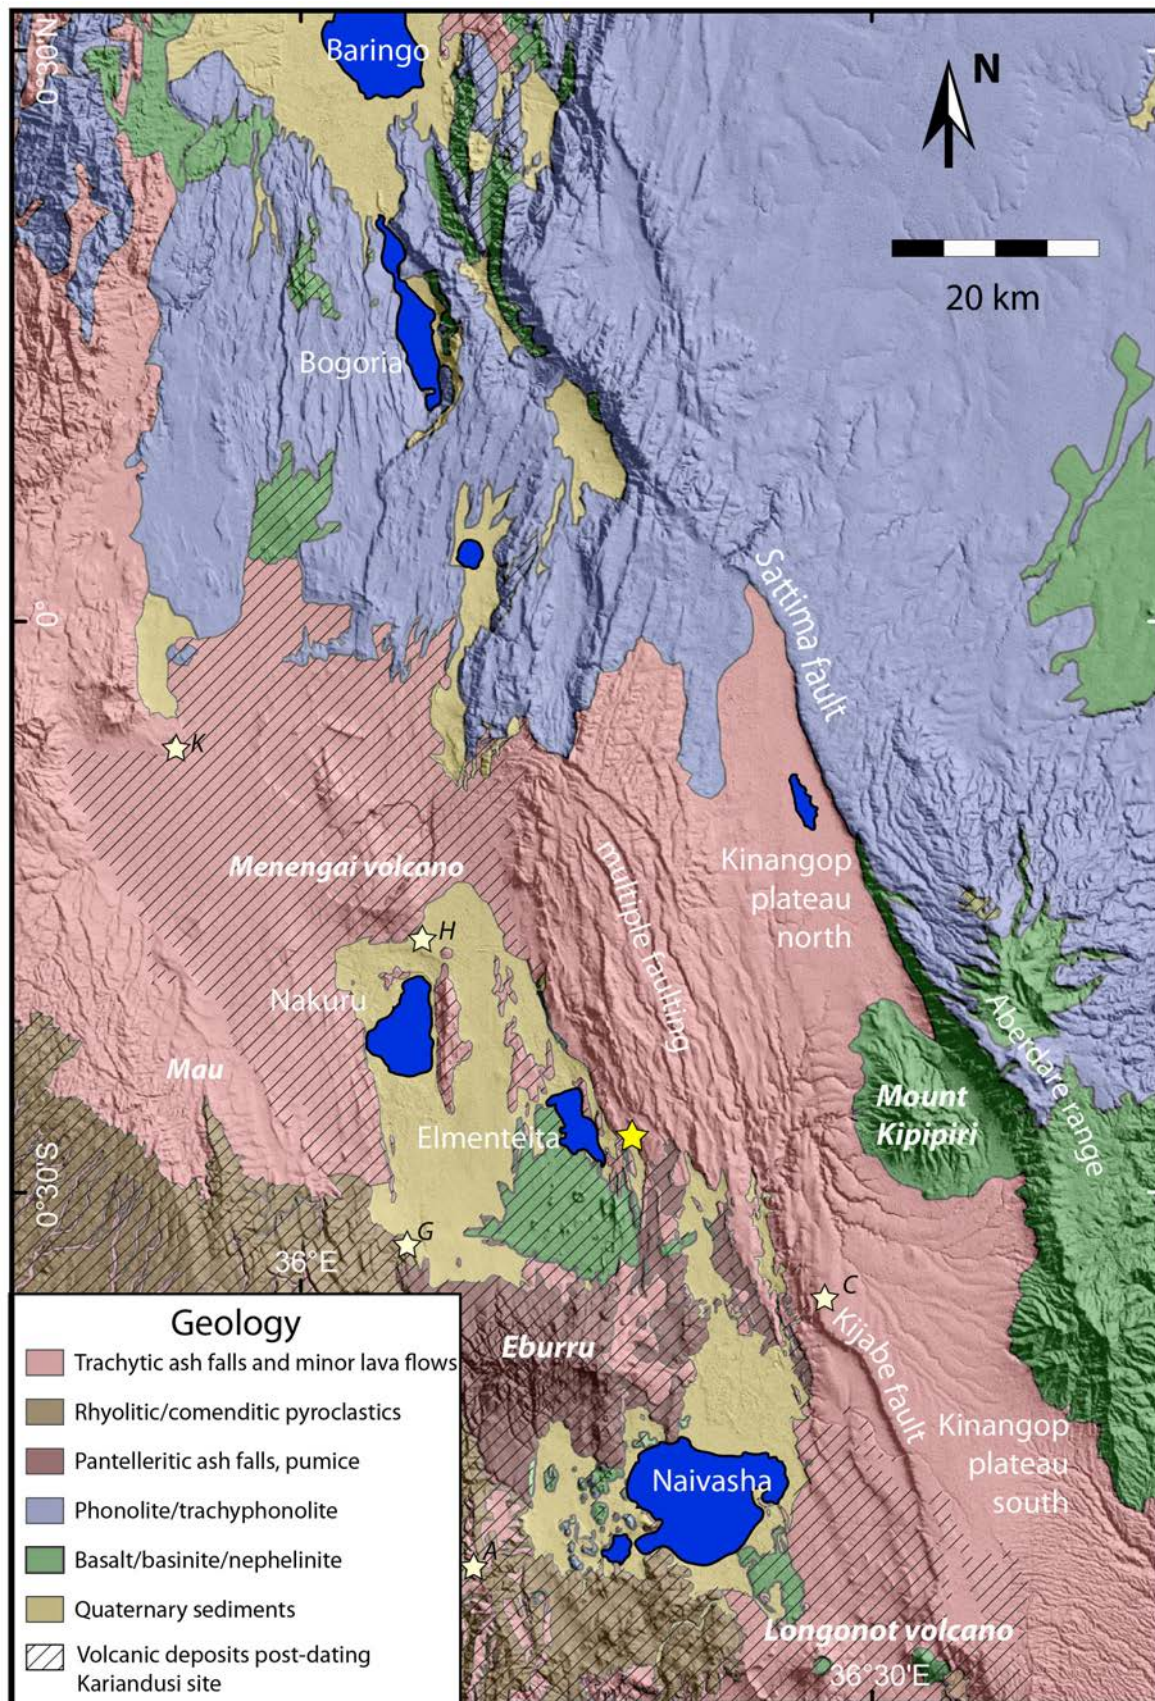 Baringo
0°30'N
N
20 km
Bogoria
Sattima fault
0°
K
Kinangop
plateau
north
multiple faulting
Menengai volcano
H
Nakuru
Aberdare range
Mau
Mount
Kipipiri
Elmenteita
0°30'S
G
36°E
C
Kijabe fault
Eburru
Kinangop
plateau
south
Naivasha
A
Longonot volcano
36°30'E
Geology
Trachytic ash falls and minor lava flows
Rhyolitic/comenditic pyroclastics
Pantelleritic ash falls, pumice
Phonolite/trachyphonolite
Basalt/basinite/nephelinite
Quaternary sediments
Volcanic deposits post-dating
Kariandusi site